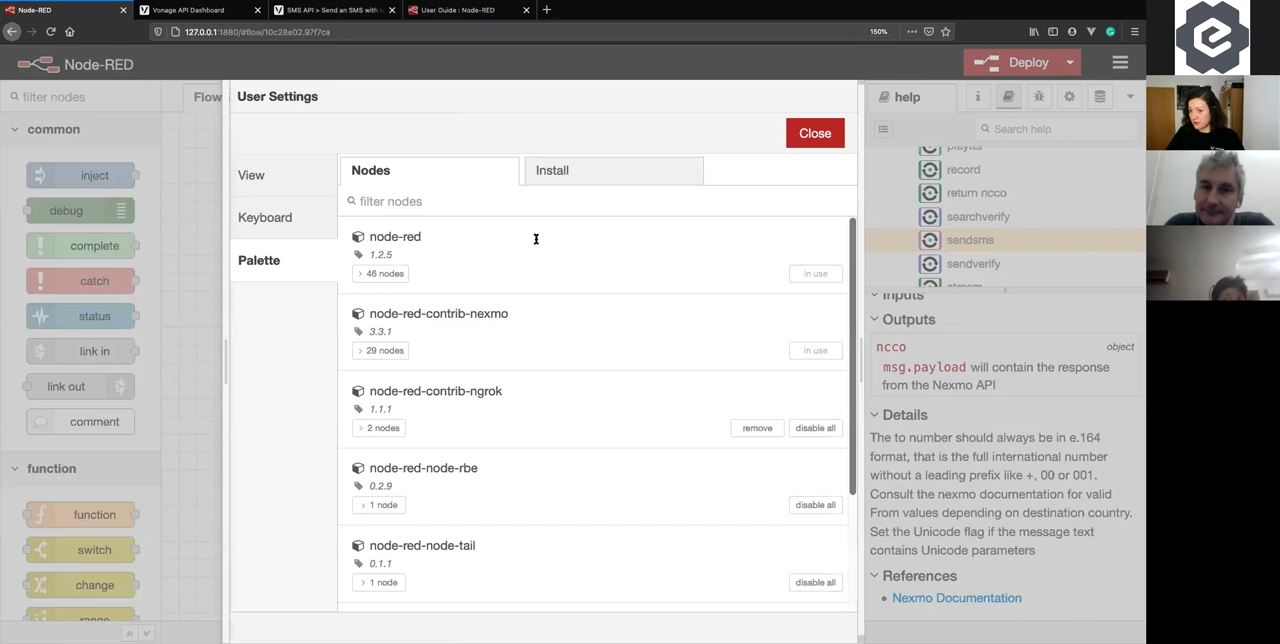 Node-RED
Vonage API Dashboard
SMS API > Send an SMS with
User Guide : Node-RED
127.0.0.1:1880/#flow/10c28e02.97f7ca
150%
Node-RED
Deploy
filter nodes
Flow
common
inject
debug
complete
catch
status
link in
link out
comment
function
function
switch
change
range
User Settings
Close
View
Keyboard
Palette
Nodes
Install
filter nodes
node-red
1.2.5
> 46 nodes
in use
node-red-contrib-nexmo
3.3.1
> 29 nodes
in use
node-red-contrib-ngrok
1.1.1
> 2 nodes
remove
disable all
node-red-node-rbe
0.2.9
> 1 node
disable all
node-red-node-tail
0.1.1
> 1 node
disable all
help
Search help
playtts
record
return ncco
searchverify
sendsms
sendverify
stream
Inputs
Outputs
ncco
object
msg.payload will contain the response
from the Nexmo API
Details
The to number should always be in e.164
format, that is the full international number
without a leading prefix like +, 00 or 001.
Consult the nexmo documentation for valid
From values depending on destination country.
Set the Unicode flag if the message text
contains Unicode parameters
References
Nexmo Documentation